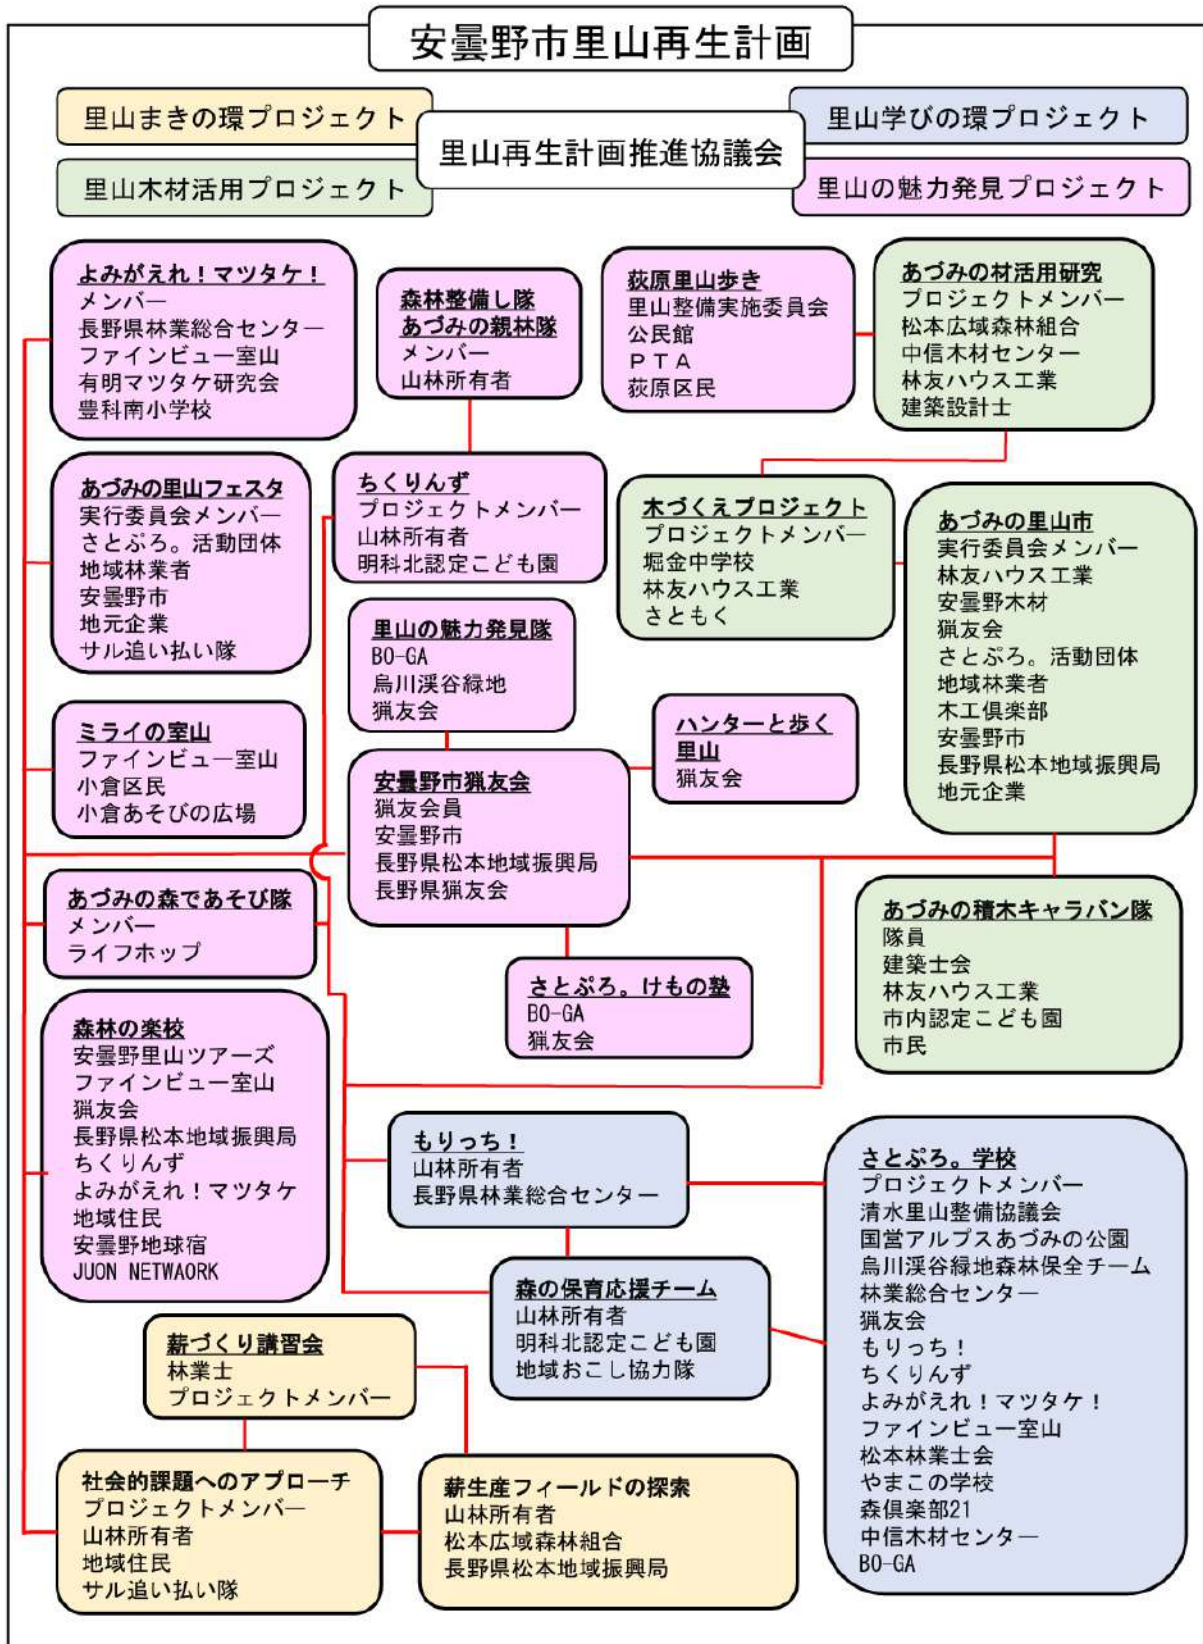 安曇野市里山再生計画
里山まきの環プロジェクト
里山学びの環プロジェクト
里山再生計画推進協議会
里山木材活用プロジェクト
里山の魅力発見プロジェクト
よみがえれ！マツタケ！
メンバー
長野県林業総合センター
ファインビュー室山
有明マツタケ研究会
豊科南小学校
森林整備し隊
あづみの親林隊
メンバー
山林所有者
荻原里山歩き
里山整備実施委員会
公民館
ＰＴＡ
荻原区民
あづみの材活用研究
プロジェクトメンバー
松本広域森林組合
中信木材センター
林友ハウス工業
建築設計士
あづみの里山フェスタ
実行委員会メンバー
さとぷろ。活動団体
地域林業者
安曇野市
地元企業
サル追い払い隊
ちくりんず
プロジェクトメンバー
山林所有者
明科北認定こども園
木づくえプロジェクト
プロジェクトメンバー
堀金中学校
林友ハウス工業
さともく
あづみの里山市
実行委員会メンバー
林友ハウス工業
安曇野木材
猟友会
さとぷろ。活動団体
地域林業者
木工倶楽部
安曇野市
長野県松本地域振興局
地元企業
里山の魅力発見隊
BO-GA
烏川渓谷緑地
猟友会
ミライの室山
ファインビュー室山
小倉区民
小倉あそびの広場
ハンターと歩く
里山
猟友会
安曇野市猟友会
猟友会員
安曇野市
長野県松本地域振興局
長野県猟友会
あづみの森であそび隊
メンバー
ライフホップ
あづみの積木キャラバン隊
隊員
建築士会
林友ハウス工業
市内認定こども園
市民
さとぷろ。けもの塾
BO-GA
猟友会
森林の楽校
安曇野里山ツアーズ
ファインビュー室山
猟友会
長野県松本地域振興局
ちくりんず
よみがえれ！マツタケ
地域住民
安曇野地球宿
JUON NETWAORK
もりっち！
山林所有者
長野県林業総合センター
さとぷろ。学校
プロジェクトメンバー
清水里山整備協議会
国営アルプスあづみの公園
烏川渓谷緑地森林保全チーム
林業総合センター
猟友会
もりっち！
ちくりんず
よみがえれ！マツタケ！
ファインビュー室山
松本林業士会
やまこの学校
森倶楽部21
中信木材センター
BO-GA
森の保育応援チーム
山林所有者
明科北認定こども園
地域おこし協力隊
薪づくり講習会
林業士
プロジェクトメンバー
社会的課題へのアプローチ
プロジェクトメンバー
山林所有者
地域住民
サル追い払い隊
薪生産フィールドの探索
山林所有者
松本広域森林組合
長野県松本地域振興局